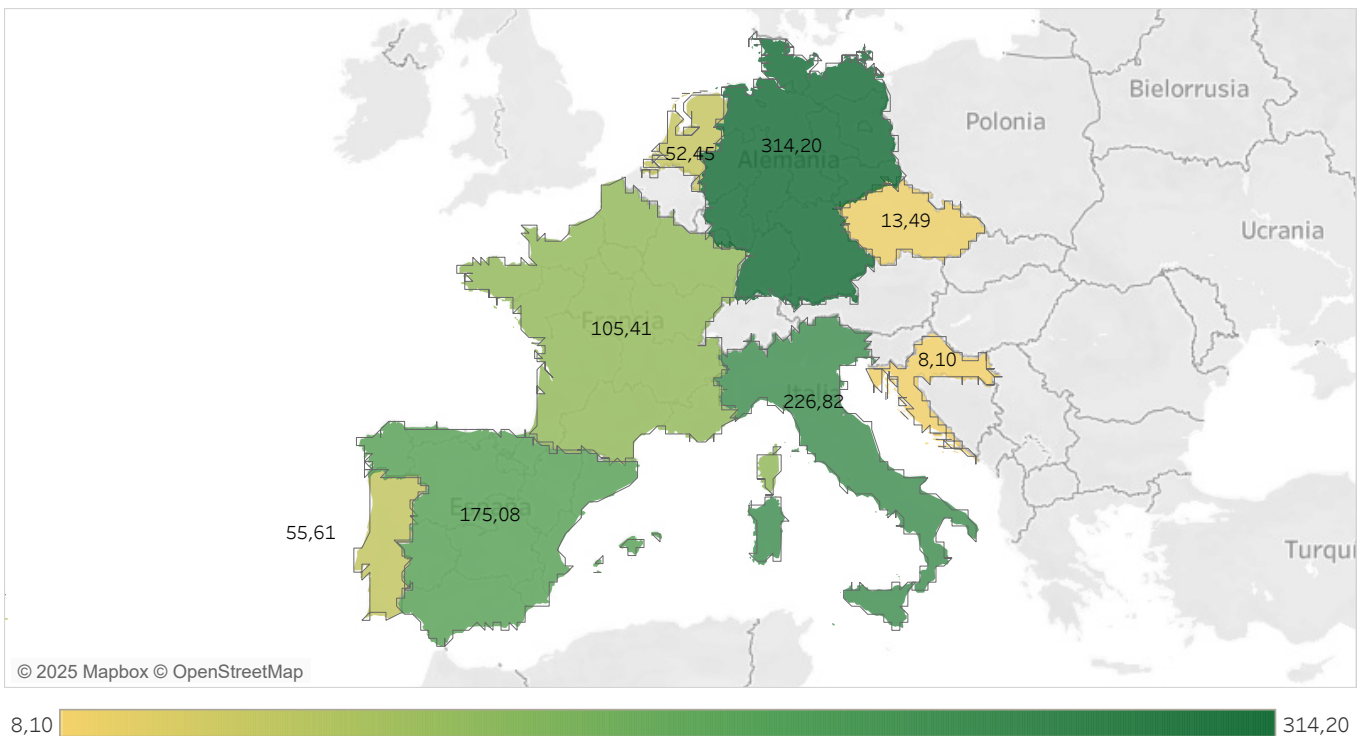 Bielorrusia
Polonia
314,20
Alemania
52,45
13,49
Ucrania
Francia
105,41
8,10
Italia
226,82
España
175,08
55,61
Turquí
© 2025 Mapbox © OpenStreetMap
8,10
314,20